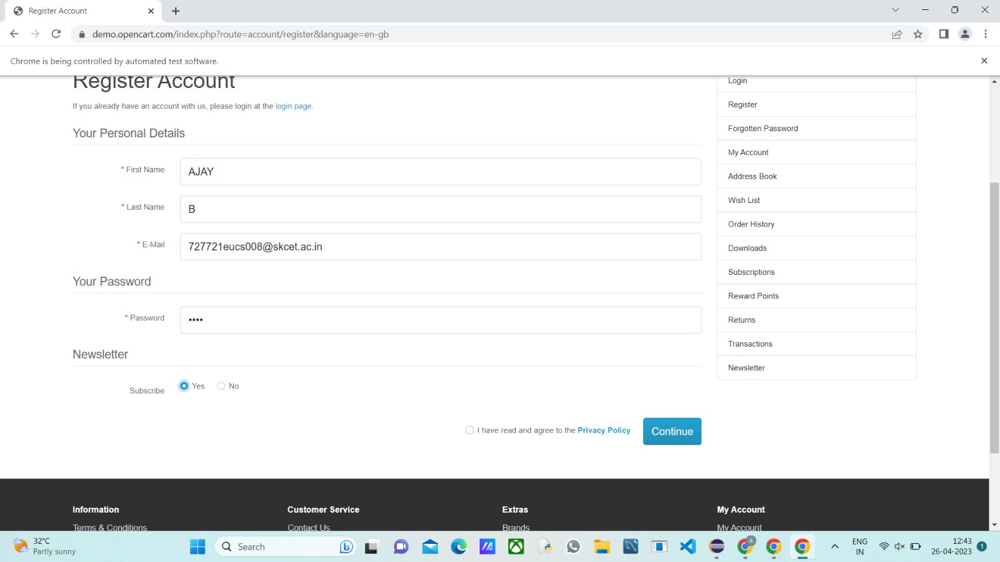 Register Account
demo.opencart.com/index.php?route=account/register&language=en-gb
Chrome is being controlled by automated test software.
Register Account
If you already have an account with us, please login at the login page.
Your Personal Details
* First Name
AJAY
* Last Name
B
* E-Mail
727721eucs008@skcet.ac.in
Your Password
* Password
••••
Newsletter
Subscribe
Yes
No
I have read and agree to the Privacy Policy
Continue
Login
Register
Forgotten Password
My Account
Address Book
Wish List
Order History
Downloads
Subscriptions
Reward Points
Returns
Transactions
Newsletter
Information
Terms & Conditions
Customer Service
Contact Us
Extras
Brands
My Account
My Account
32°C
Partly sunny
Search
A
ENG
IN
12:43
26-04-2023
1